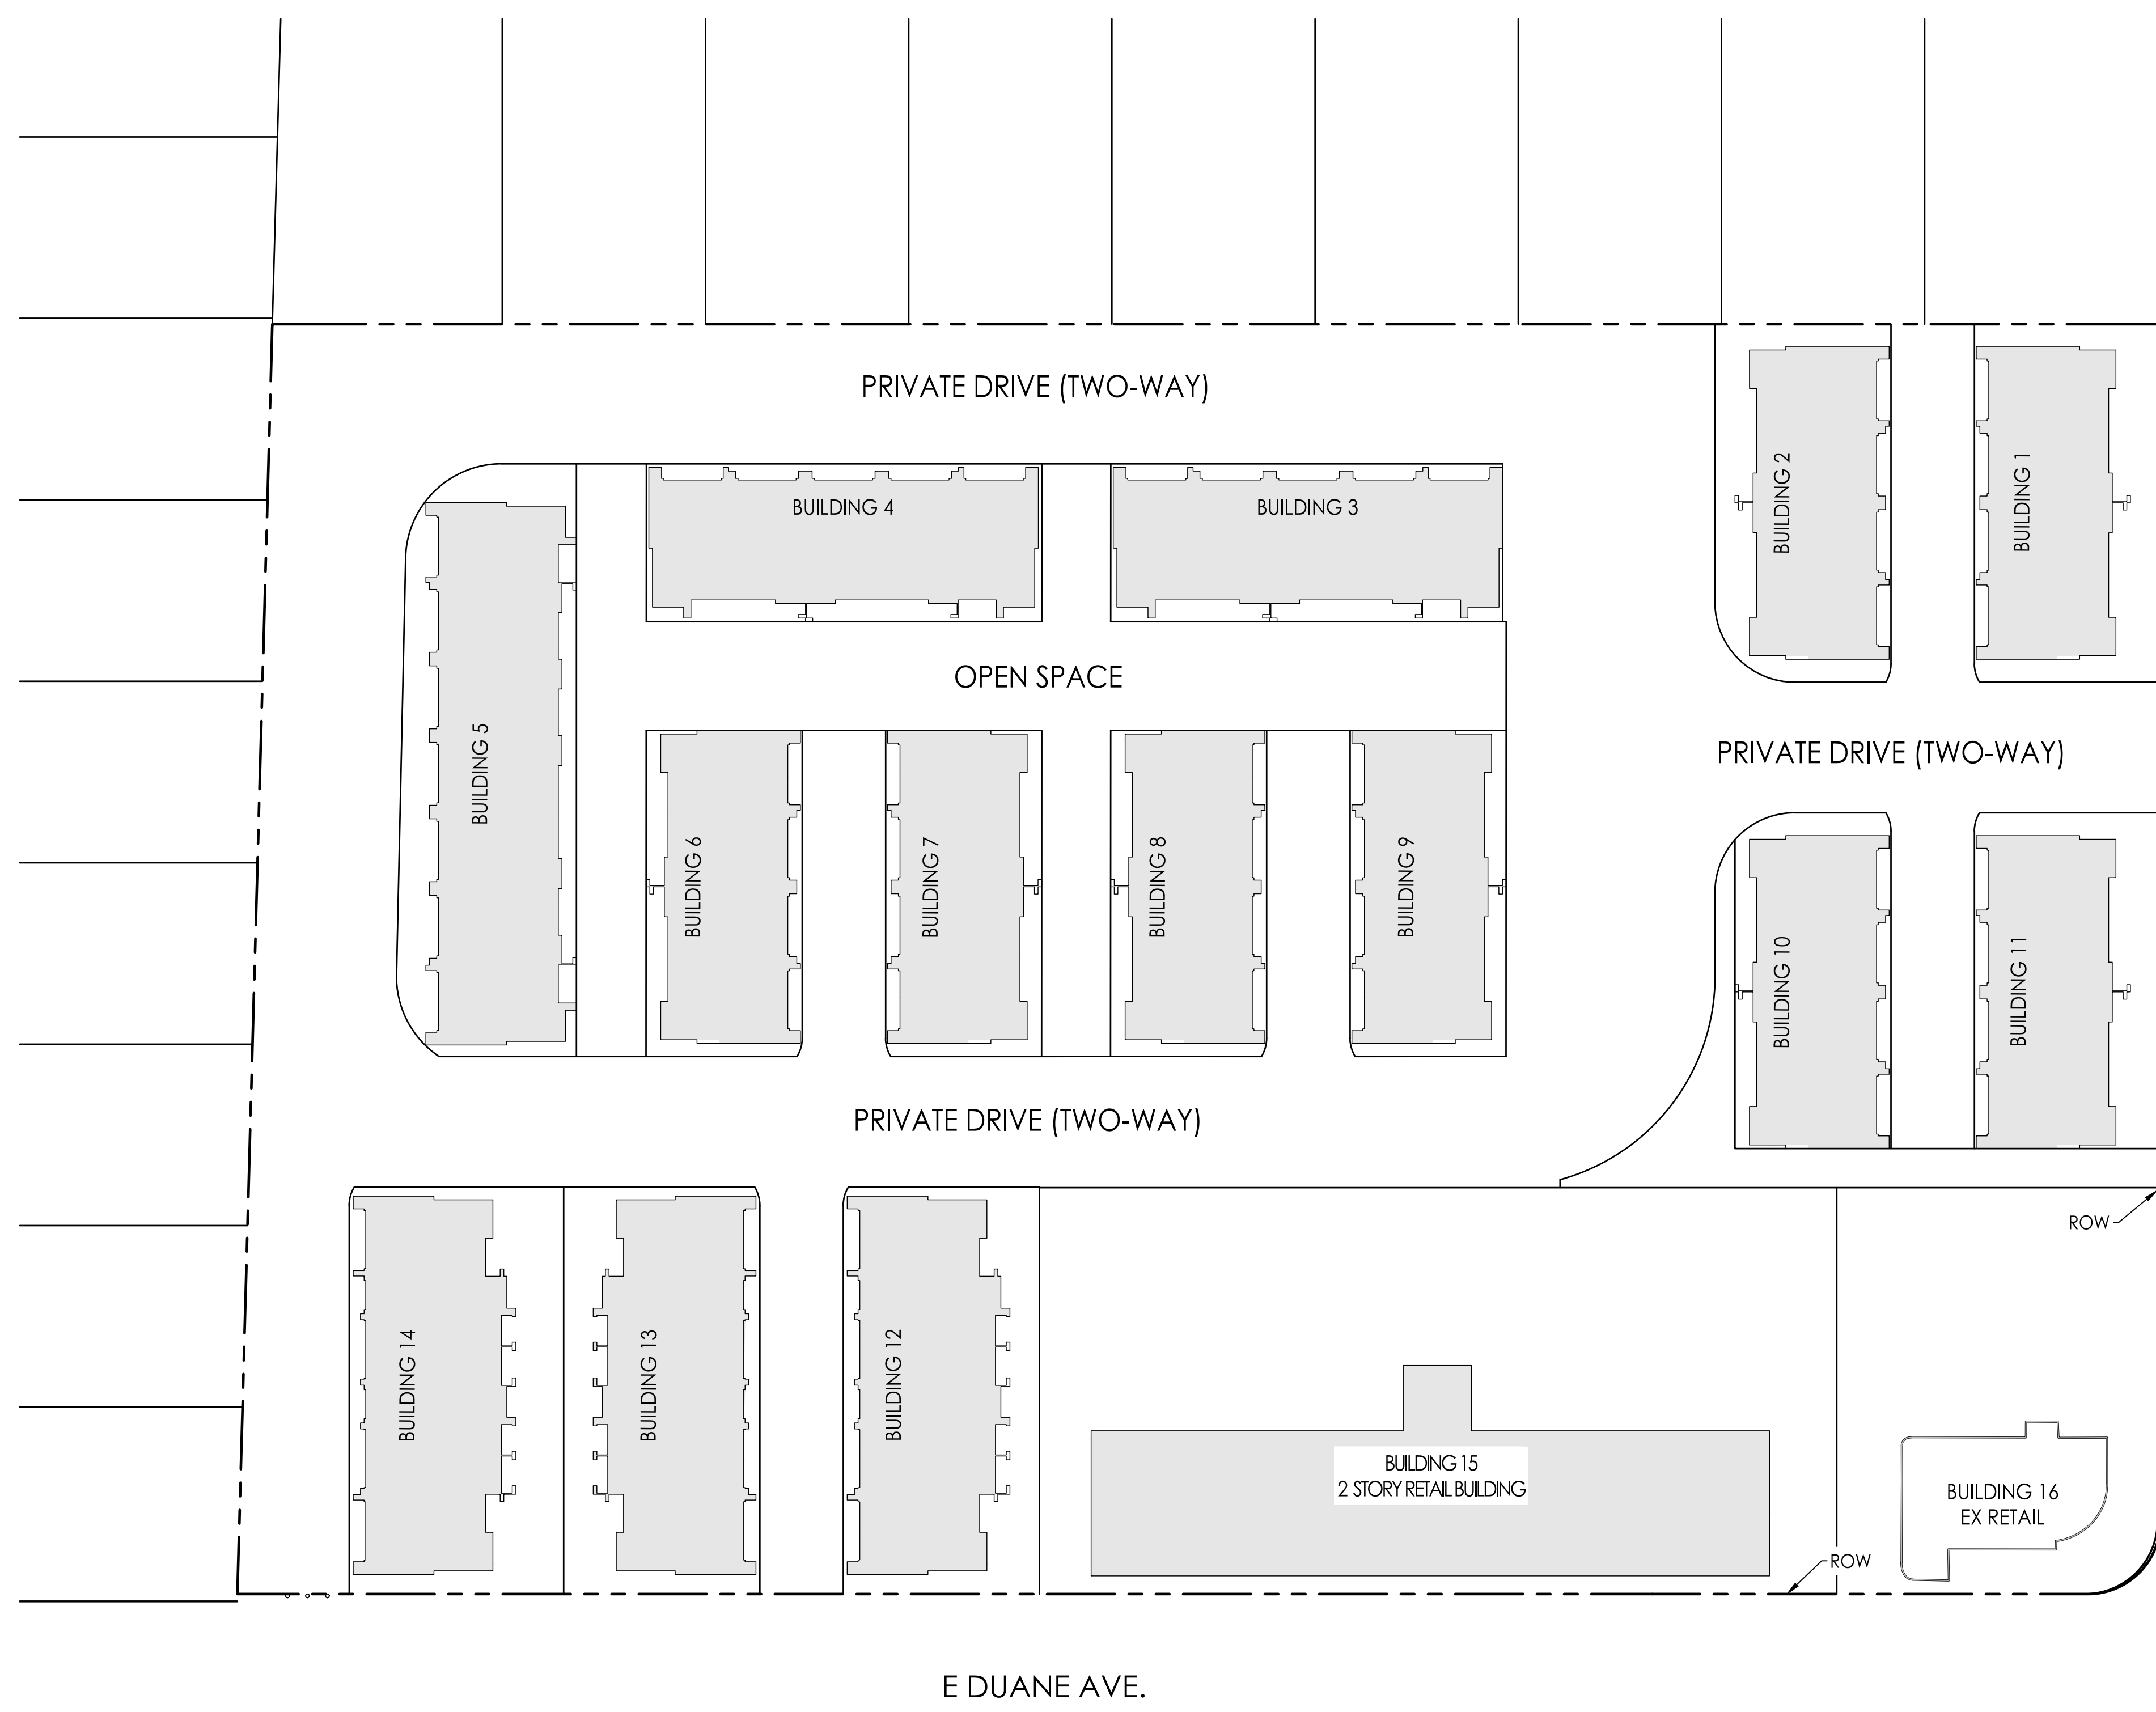 PRIVATE DRIVE (TWO-WAY)
BUILDING 4
BUILDING 3
BUILDING 2
BUILDING 1
OPEN SPACE
BUILDING 5
PRIVATE DRIVE (TWO-WAY)
BUILDING 6
BUILDING 7
BUILDING 8
BUILDING 9
BUILDING 10
BUILDING 11
PRIVATE DRIVE (TWO-WAY)
ROW
BUILDING 14
BUILDING 13
BUILDING 12
BUILDING 15
2 STORY RETAIL BUILDING
BUILDING 16
EX RETAIL
ROW
E DUANE AVE.